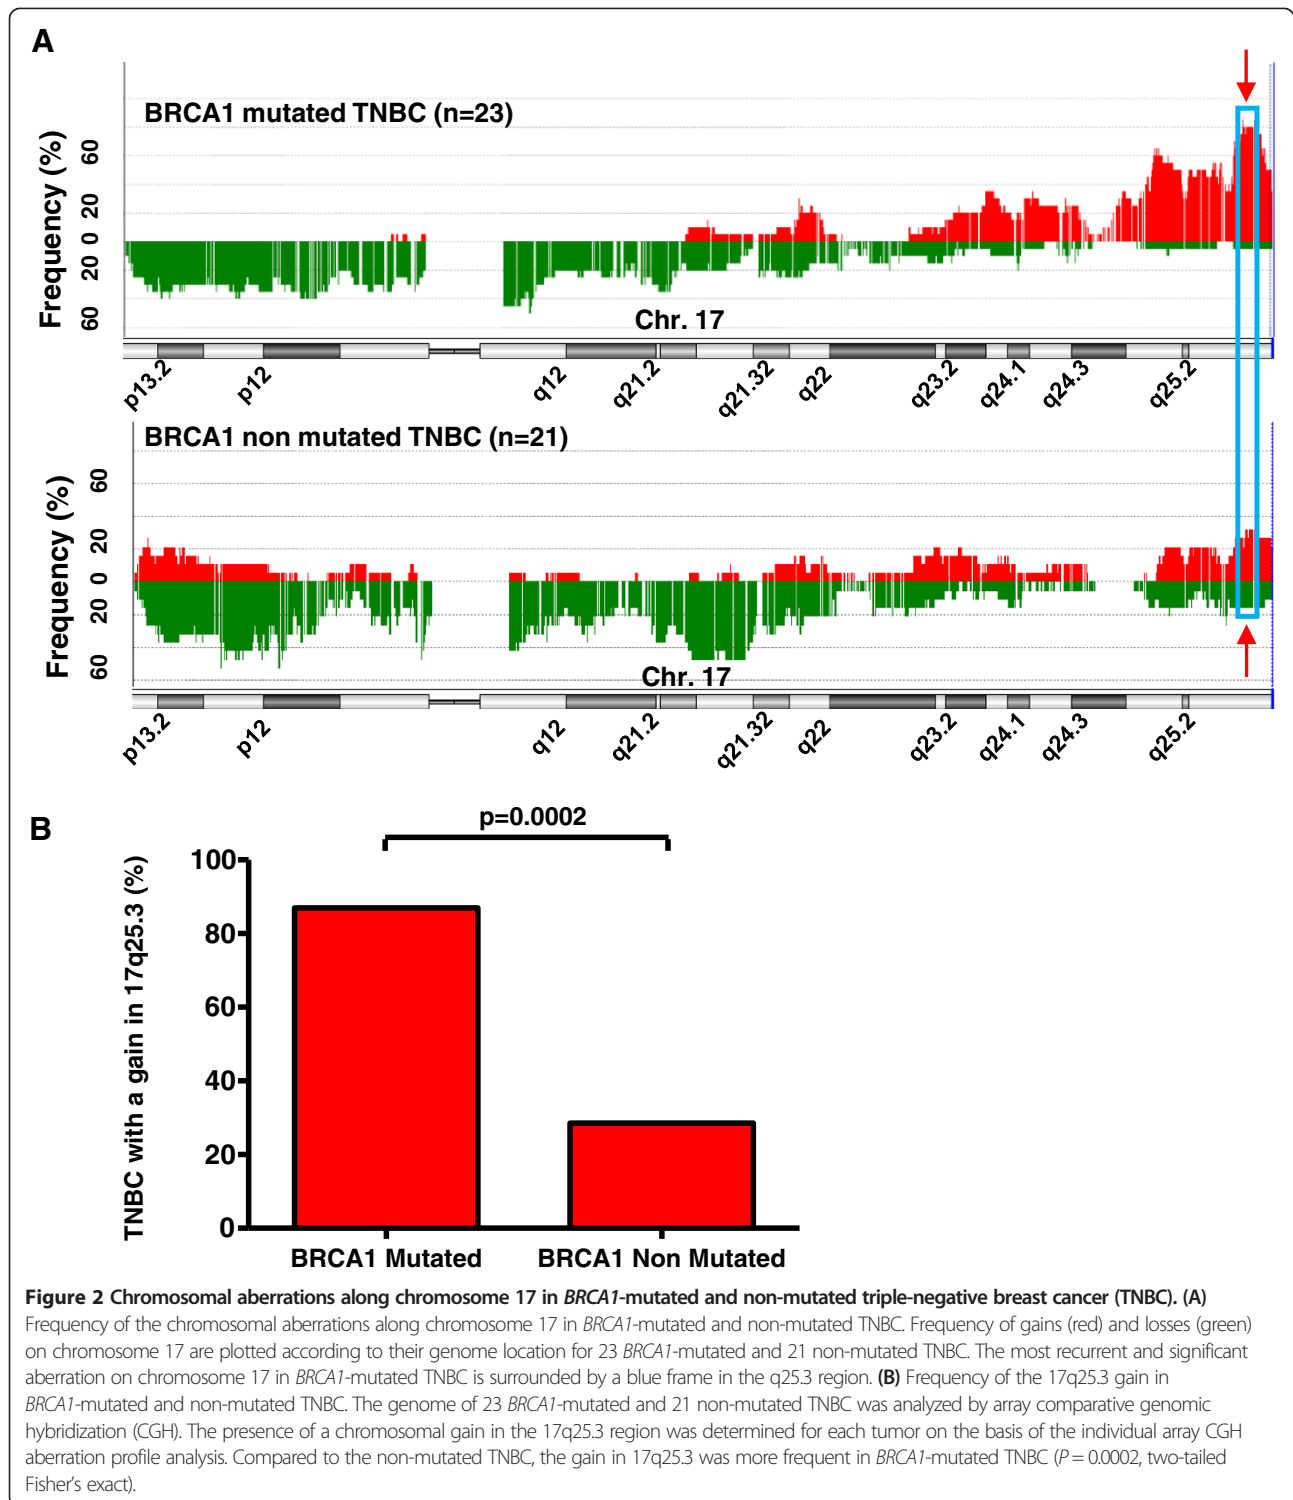 A
BRCA1 mutated TNBC (n=23)
Frequency (%)
60
20
0
20
60
Chr. 17
p13.2 p12 q12 q21.2 q21.32 q22 q23.2 q24.1 q24.3 q25.2
BRCA1 non mutated TNBC (n=21)
Frequency (%)
60
20
0
20
60
Chr. 17
p13.2 p12 q12 q21.2 q21.32 q22 q23.2 q24.1 q24.3 q25.2
B
p=0.0002
TNBC with a gain in 17q25.3 (%)
100
80
60
40
20
0
BRCA1 Mutated BRCA1 Non Mutated
Figure 2 Chromosomal aberrations along chromosome 17 in BRCA1-mutated and non-mutated triple-negative breast cancer (TNBC). (A)
Frequency of the chromosomal aberrations along chromosome 17 in BRCA1-mutated and non-mutated TNBC. Frequency of gains (red) and losses (green)
on chromosome 17 are plotted according to their genome location for 23 BRCA1-mutated and 21 non-mutated TNBC. The most recurrent and significant
aberration on chromosome 17 in BRCA1-mutated TNBC is surrounded by a blue frame in the q25.3 region. (B) Frequency of the 17q25.3 gain in
BRCA1-mutated and non-mutated TNBC. The genome of 23 BRCA1-mutated and 21 non-mutated TNBC was analyzed by array comparative genomic
hybridization (CGH). The presence of a chromosomal gain in the 17q25.3 region was determined for each tumor on the basis of the individual array CGH
aberration profile analysis. Compared to the non-mutated TNBC, the gain in 17q25.3 was more frequent in BRCA1-mutated TNBC (P = 0.0002, two-tailed
Fisher's exact).